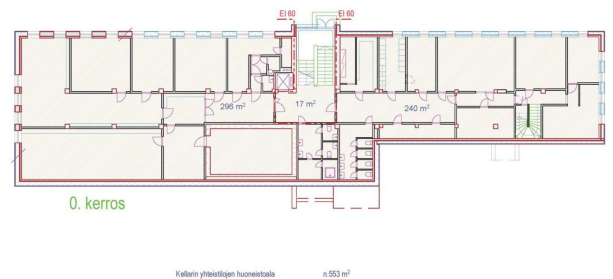 EI 60 EI 60
296 m²
17 m²
240 m²
0. kerros
Kellarin yhteistilojen huoneistoala n.553 m²